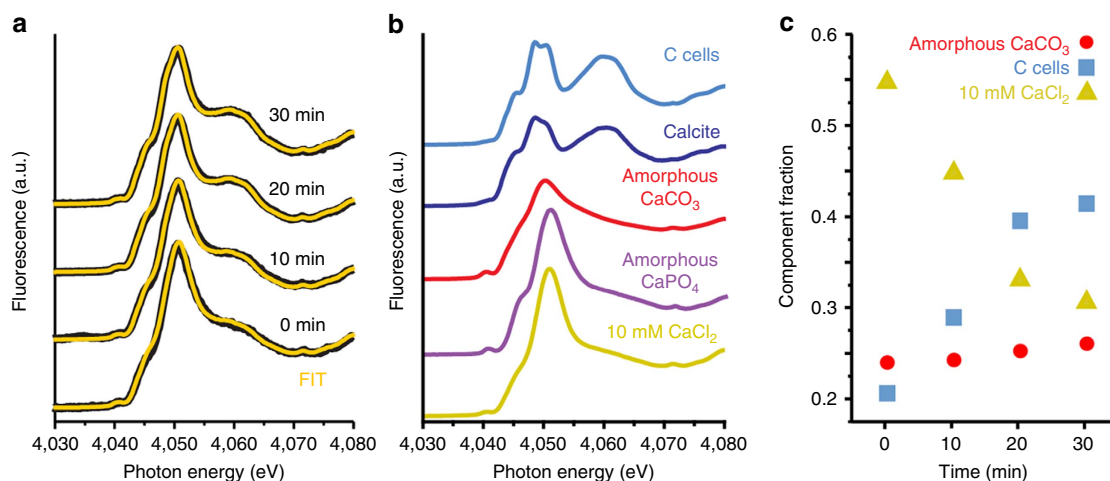 a
Fluorescence (a.u.)
30 min
20 min
10 min
0 min
FIT
4,030 4,040 4,050 4,060 4,070 4,080
Photon energy (eV)
b
Fluorescence (a.u.)
C cells
Calcite
Amorphous
CaCO₃
Amorphous
CaPO₄
10 mM CaCl₂
4,030 4,040 4,050 4,060 4,070 4,080
Photon energy (eV)
c
Component fraction
0.6
0.5
0.4
0.3
0.2
Amorphous CaCO₃
C cells
10 mM CaCl₂
0 10 20 30
Time (min)